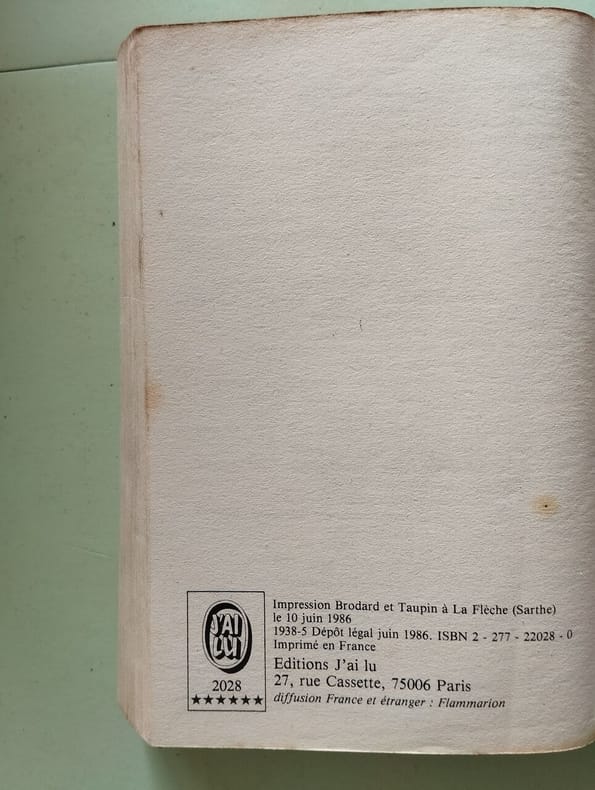 Impression Brodard et Taupin à La Flèche (Sarthe)
le 10 juin 1986
1938-5 Dépôt légal juin 1986. ISBN 2 - 277 - 22028 - 0
Imprimé en France
Editions J'ai lu
27, rue Cassette, 75006 Paris
diffusion France et étranger : Flammarion
J'AI
LU
2028
★★★★★★